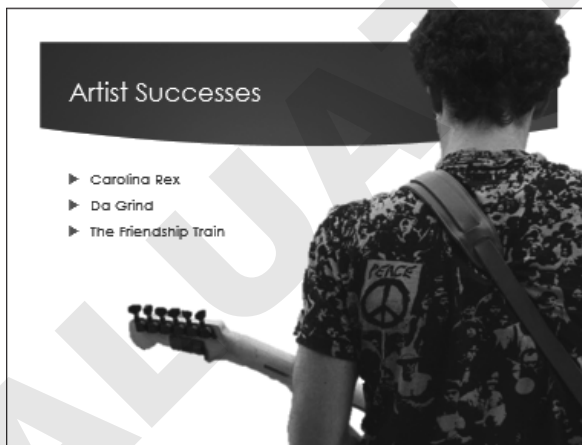 Artist Successes
Carolina Rex
Da Grind
The Friendship Train
PEACE